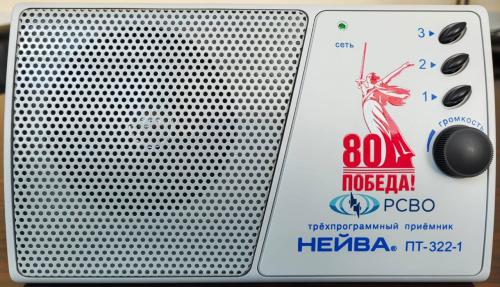 3►
сеть
2►
1►
громкость
80
ПОБЕДА!
РСВО
трёхпрограммный приёмник
НЕЙВА® ПТ-322-1